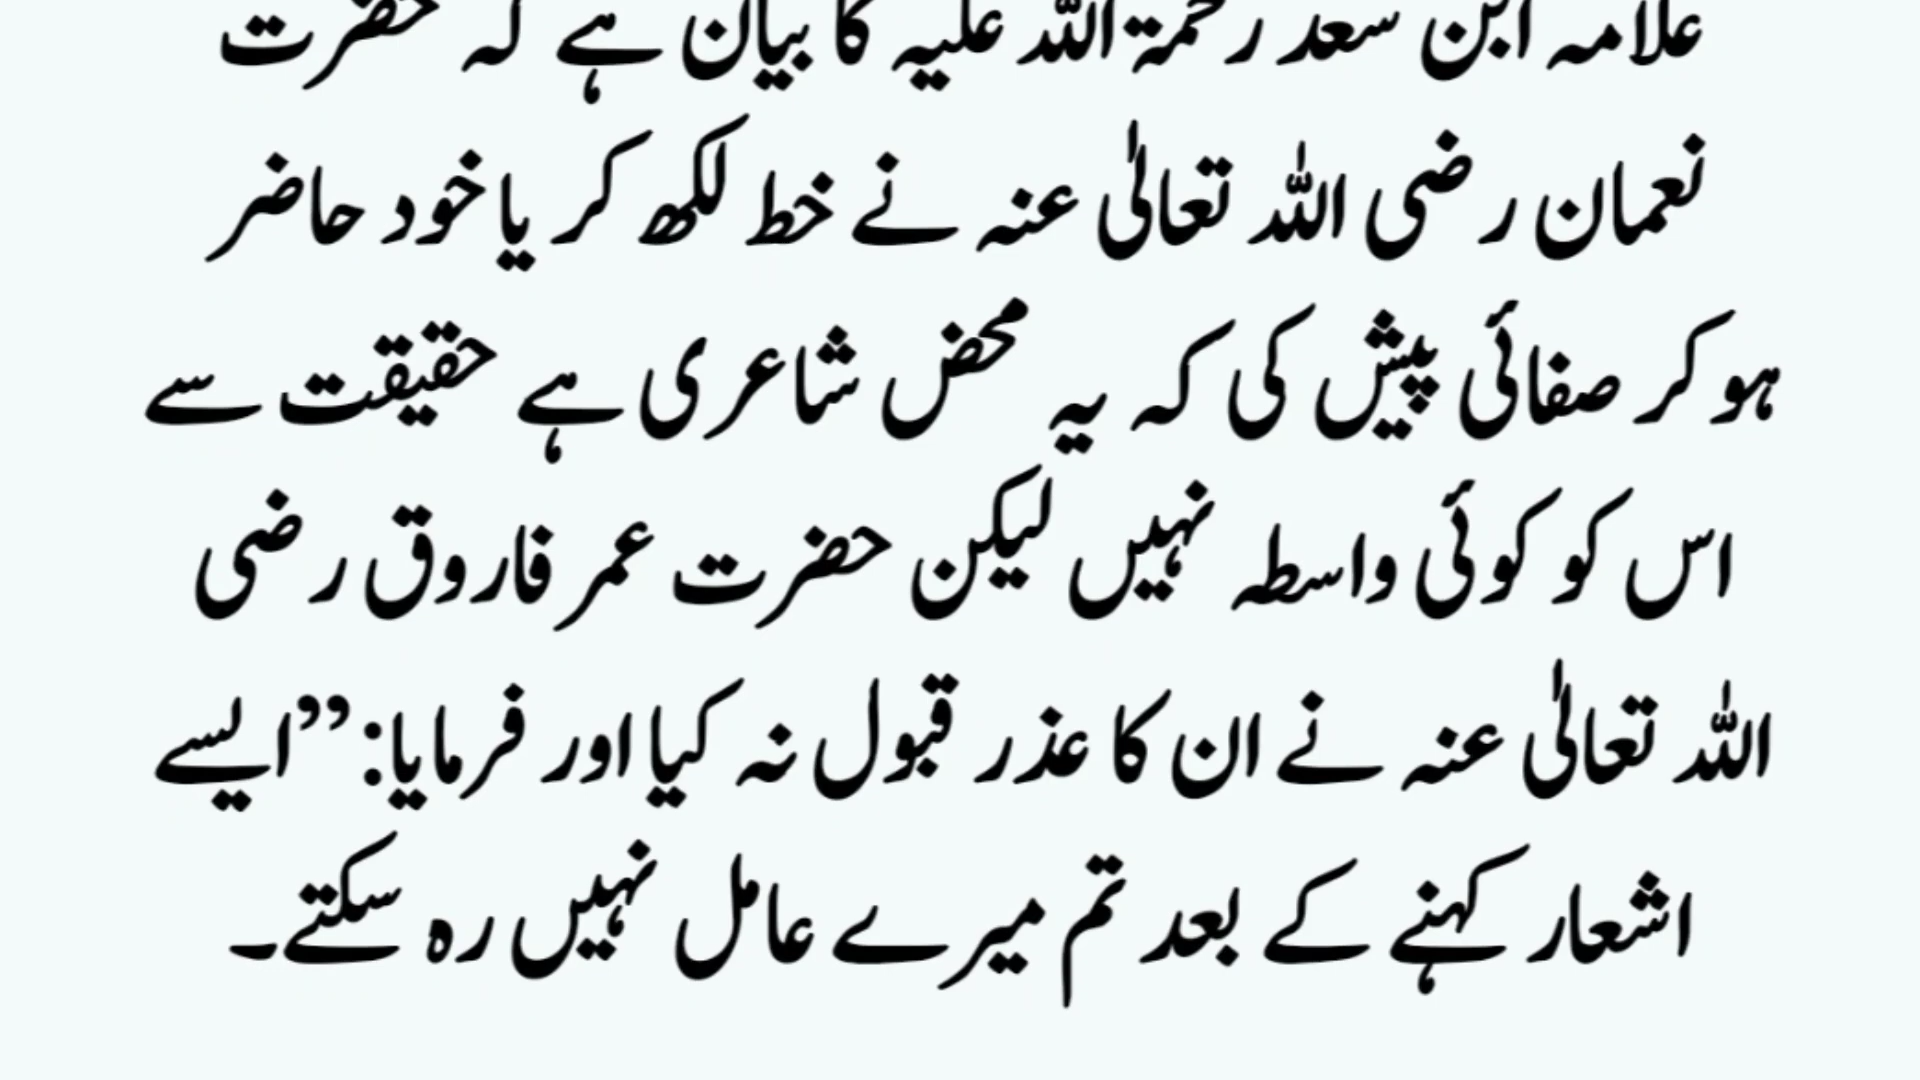 علامہ ابن سعد رحمۃ اللہ علیہ کا بیان ہے کہ حضرت
نعمان رضی اللہ تعالٰی عنہ نے خط لکھ کر یا خود حاضر
ہو کر صفائی پیش کی کہ یہ محض شاعری ہے حقیقت سے
اس کو کوئی واسطہ نہیں لیکن حضرت عمر فاروق رضی
اللہ تعالٰی عنہ نے ان کا عذر قبول نہ کیا اور فرمایا: ”ایسے
اشعار کہنے کے بعد تم میرے عامل نہیں رہ سکتے۔